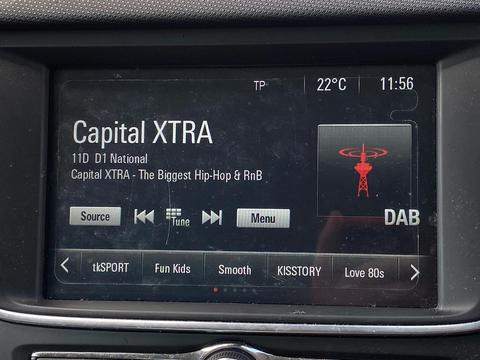 TP 22°C 11:56
Capital XTRA
11D D1 National
Capital XTRA - The Biggest Hip-Hop & RnB
DAB
Source Tune Menu
tkSPORT Fun Kids Smooth KISSTORY Love 80s